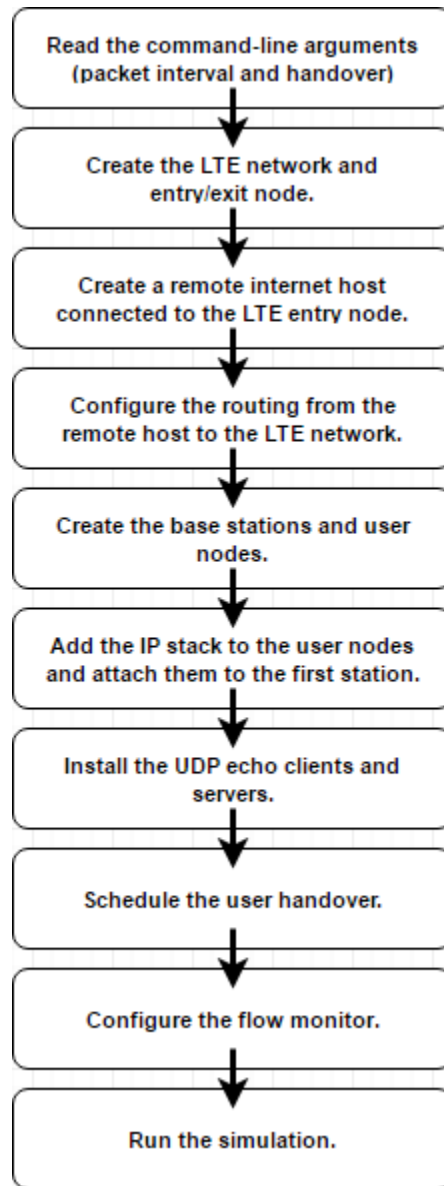 Read the command-line arguments
(packet interval and handover)
Create the LTE network and
entry/exit node.
Create a remote internet host
connected to the LTE entry node.
Configure the routing from the
remote host to the LTE network.
Create the base stations and user
nodes.
Add the IP stack to the user nodes
and attach them to the first station.
Install the UDP echo clients and
servers.
Schedule the user handover.
Configure the flow monitor.
Run the simulation.